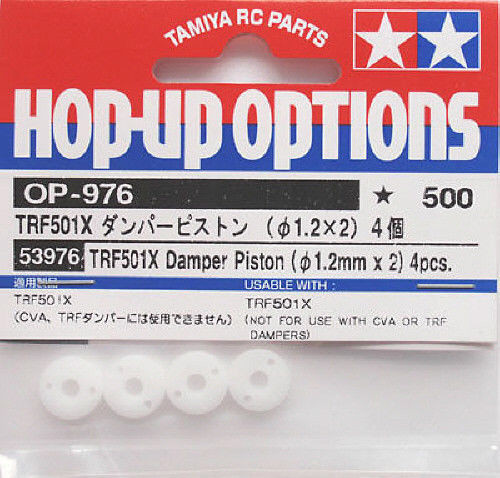 TAMIYA RC PARTS
HOP-UP OPTIONS
OP-976 ★ 500
TRF501X ダンパーピストン (φ1.2×2) 4個
53976 TRF501X Damper Piston (φ1.2mm x 2) 4pcs.
適用製品 USABLE WITH :
TRF501X TRF501X
(CVA、TRFダンパーには使用できません) (NOT FOR USE WITH CVA OR TRF
DAMPERS)